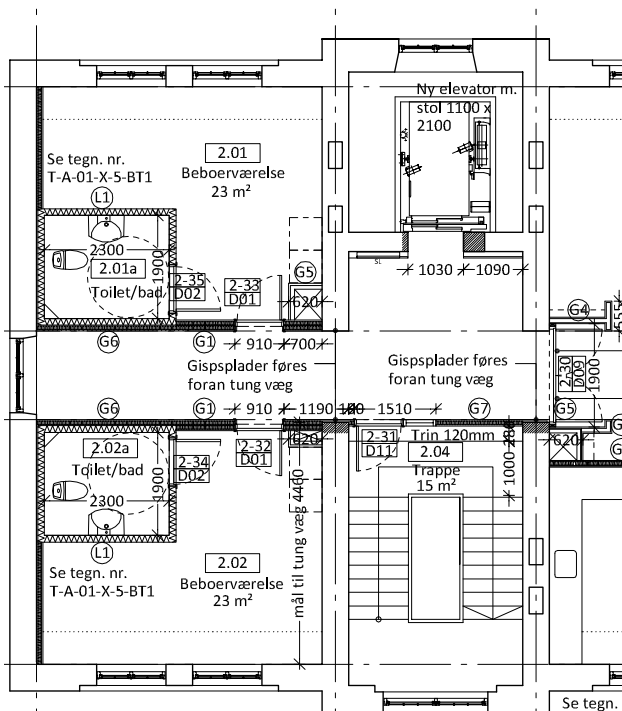 Ny elevator m.
stol 1100 x
2100
2.01
Beboerværelse
23 m²
Se tegn. nr.
T-A-01-X-5-BT1
L1
2300
1900
2.01a
Toilet/bad
2-35
D02
2-33
D01
G5
620
1030
1090
SL
G4
555
G6
G1
910
700
Gipsplader føres
foran tung væg
Gispsplader føres
foran tung væg
2-30
D09
1900
G6
G1
910
1190
1510
G7
G5
620
2.02a
Toilet/bad
1900
2300
2-34
D02
2-32
D01
620
2-31
D11
Trin 120mm
2.04
Trappe
15 m²
1000
280
L1
Se tegn. nr.
T-A-01-X-5-BT1
2.02
Beboerværelse
23 m²
mål til tung væg 4460
Se tegn.